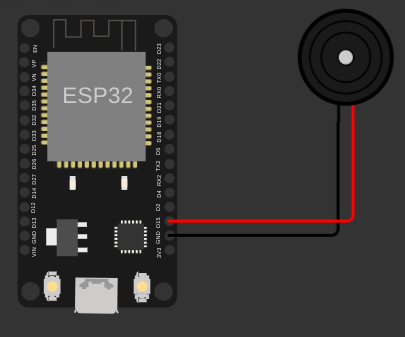 ESP32
EN
VP
VN
D34
D35
D32
D33
D25
D26
D27
D14
D12
D13
GND
VIN
D23
D22
TX0
RX0
D21
D19
D18
D5
TX2
RX2
D4
D2
D15
GND
3V3